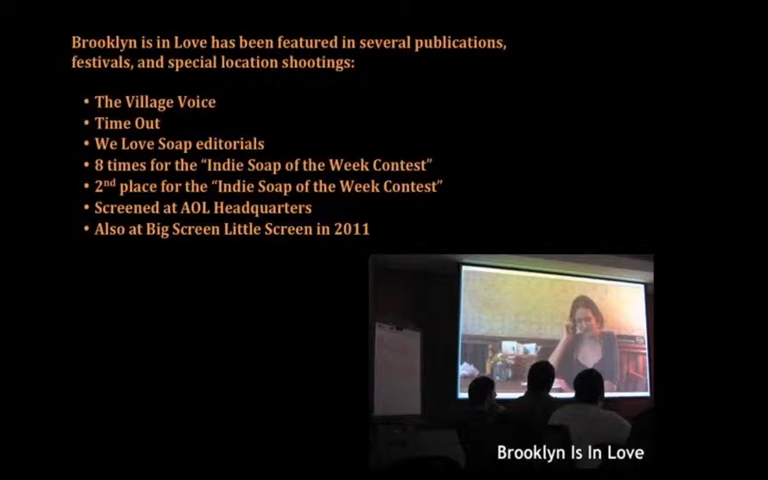 Brooklyn is in Love has been featured in several publications,
festivals, and special location shootings:
• The Village Voice
• Time Out
• We Love Soap editorials
• 8 times for the “Indie Soap of the Week Contest”
• 2nd place for the “Indie Soap of the Week Contest”
• Screened at AOL Headquarters
• Also at Big Screen Little Screen in 2011
Brooklyn Is In Love